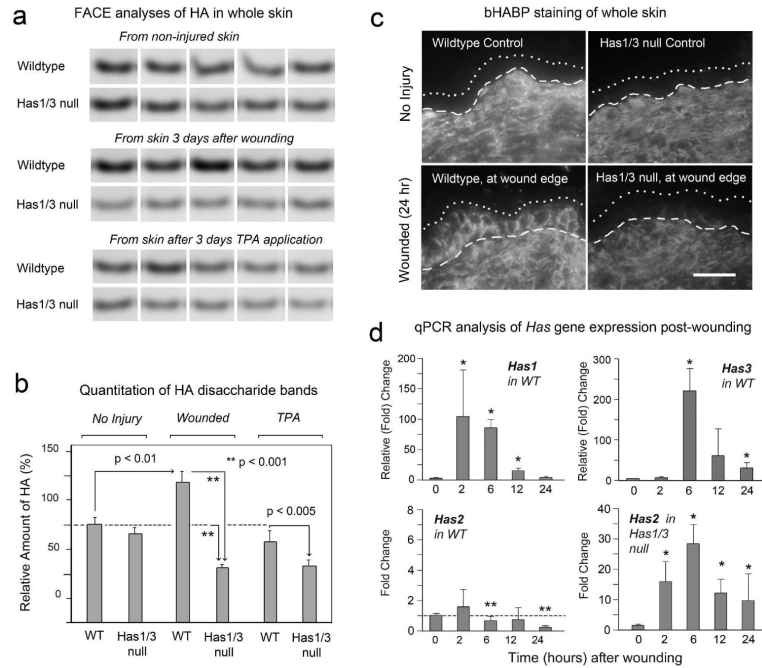 a
FACE analyses of HA in whole skin
From non-injured skin
Wildtype
Has1/3 null
From skin 3 days after wounding
Wildtype
Has1/3 null
From skin after 3 days TPA application
Wildtype
Has1/3 null
b
Quantitation of HA disaccharide bands
No Injury Wounded TPA
Relative Amount of HA (%)
150
100
75
50
0
p < 0.01
** p < 0.001
**
**
p < 0.005
WT Has1/3 null WT Has1/3 null WT Has1/3 null
c
bHABP staining of whole skin
No Injury
Wildtype Control
Has1/3 null Control
Wounded (24 hr)
Wildtype, at wound edge
Has1/3 null, at wound edge
d
qPCR analysis of Has gene expression post-wounding
Relative (Fold) Change
200
150
100
50
0
Has1
in WT
* * *
0 2 6 12 24
Relative (Fold) Change
300
200
100
0
Has3
in WT
* *
0 2 6 12 24
Fold Change
6
4
2
1
0
Has2
in WT
** **
0 2 6 12 24
Fold Change
40
30
20
10
0
Has2 in
Has1/3
null
* * * *
0 2 6 12 24
Time (hours) after wounding